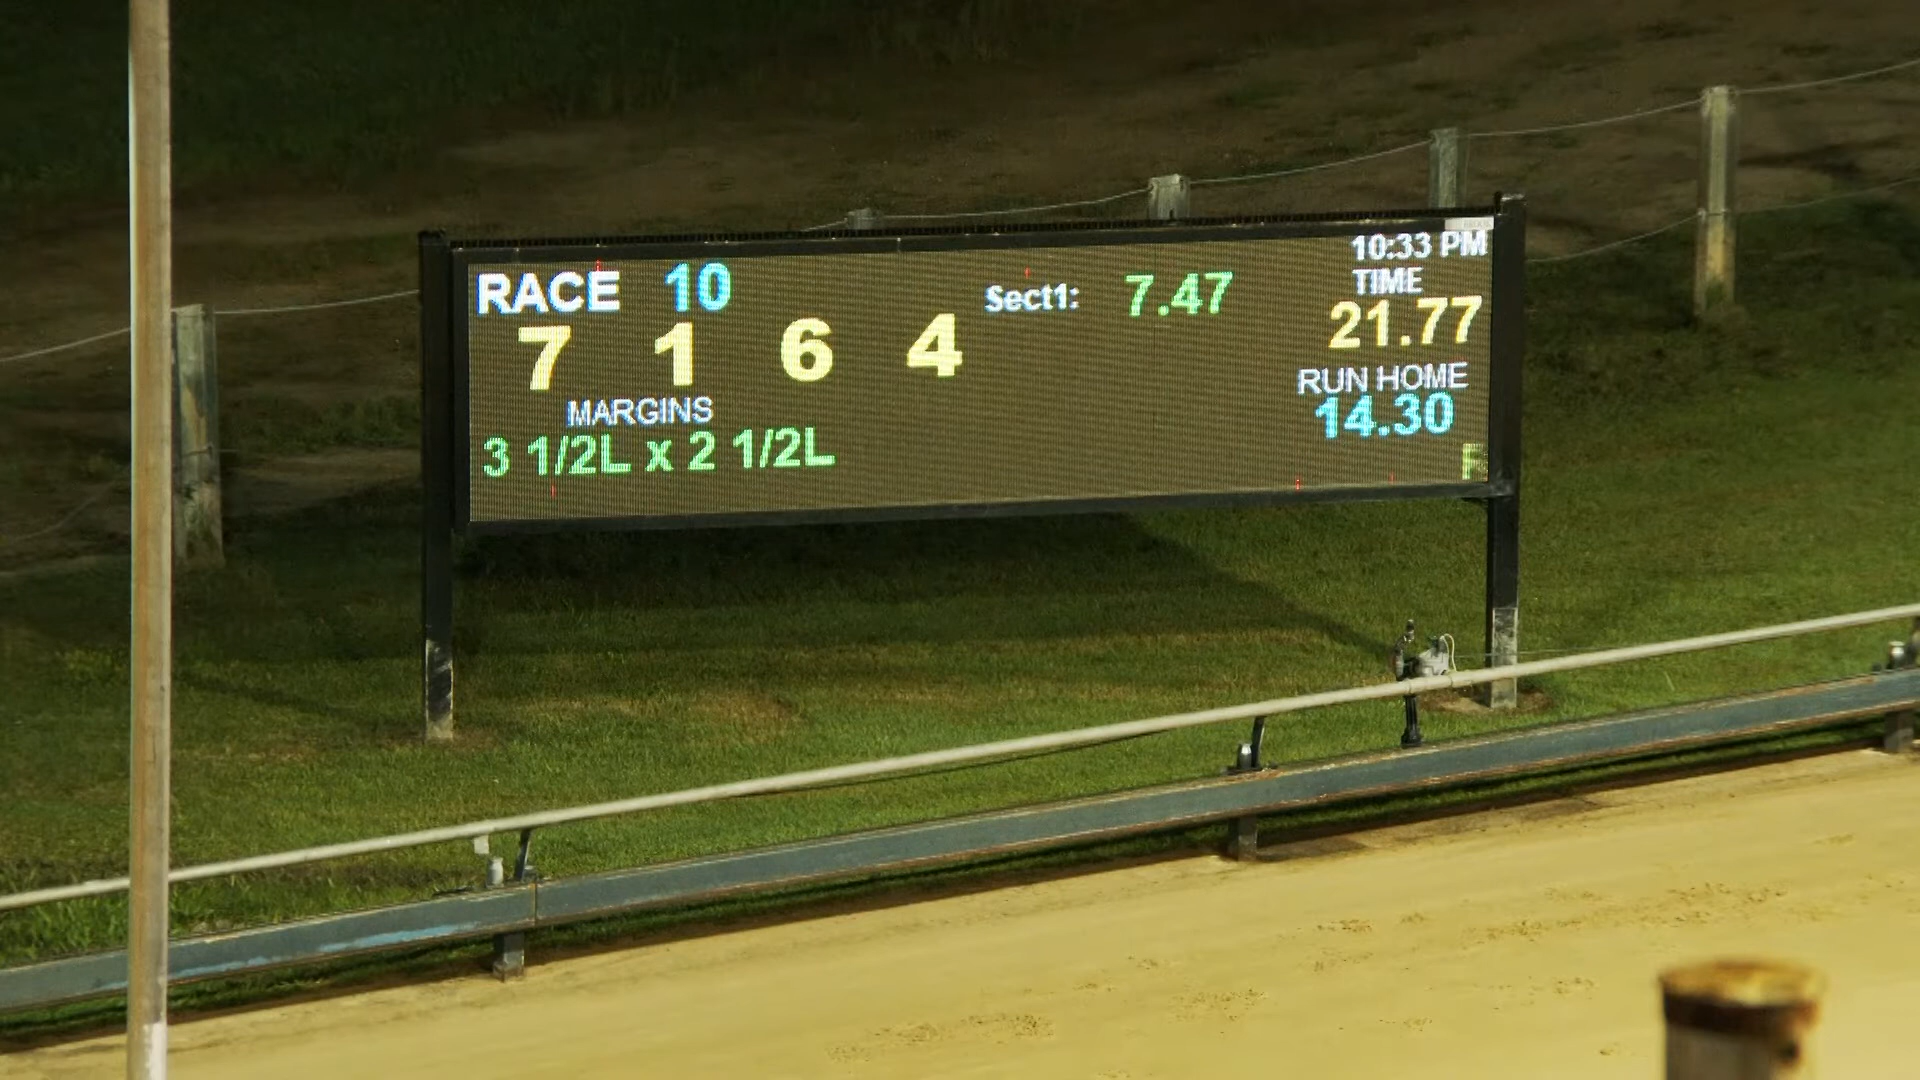 10:33 PM
RACE 10 Sect1: 7.47 TIME
21.77
7 1 6 4
RUN HOME
MARGINS 14.30
3 1/2L x 2 1/2L